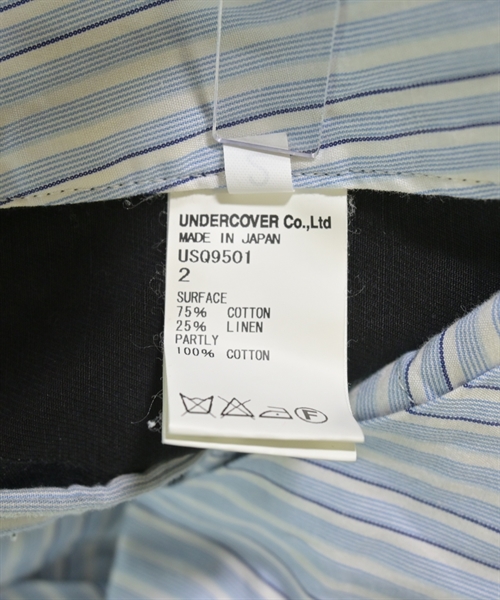 S
UNDERCOVER Co.,Ltd
MADE IN JAPAN
USQ9501
2
SURFACE
75% COTTON
25% LINEN
PARTLY
100% COTTON
F